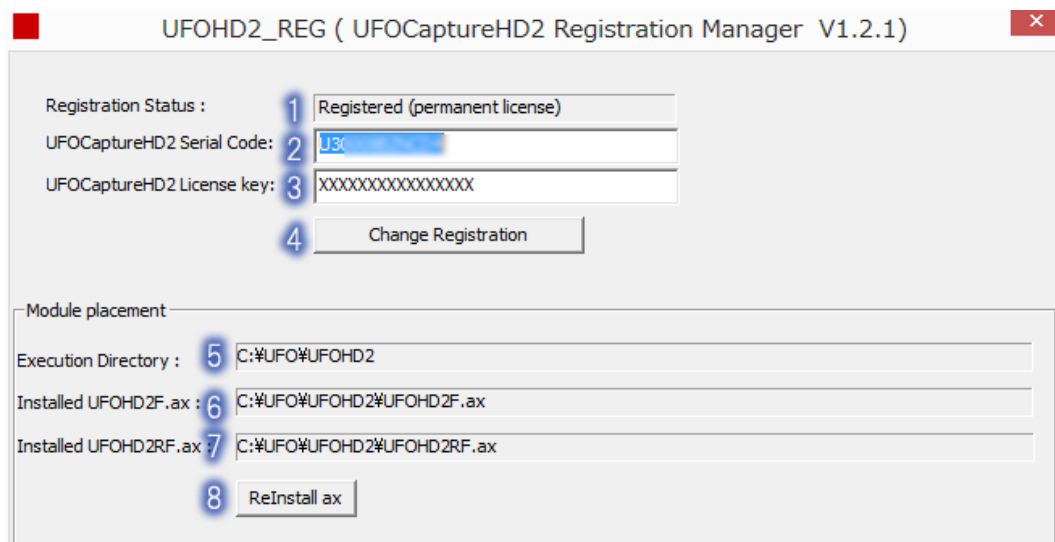 UFOHD2_REG ( UFOCaptureHD2 Registration Manager V1.2.1)
Registration Status : 1 Registered (permanent license)
UFOCaptureHD2 Serial Code: 2
UFOCaptureHD2 License key: 3 XXXXXXXXXXXXXXXX
4 Change Registration
Module placement
Execution Directory : 5 C:¥UFO¥UFOHD2
Installed UFOHD2F.ax : 6 C:¥UFO¥UFOHD2¥UFOHD2F.ax
Installed UFOHD2RF.ax : 7 C:¥UFO¥UFOHD2¥UFOHD2RF.ax
8 ReInstall ax